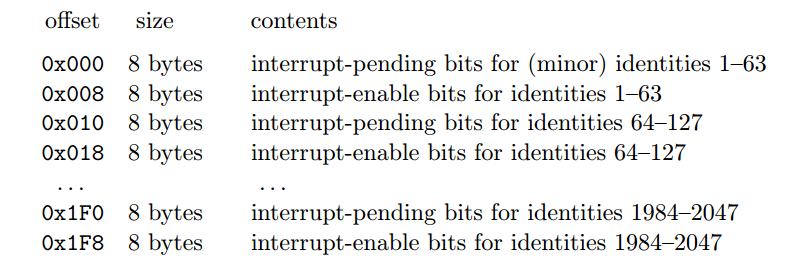 offset size contents
0x000 8 bytes interrupt-pending bits for (minor) identities 1–63
0x008 8 bytes interrupt-enable bits for identities 1–63
0x010 8 bytes interrupt-pending bits for identities 64–127
0x018 8 bytes interrupt-enable bits for identities 64–127
... ...
0x1F0 8 bytes interrupt-pending bits for identities 1984–2047
0x1F8 8 bytes interrupt-enable bits for identities 1984–2047